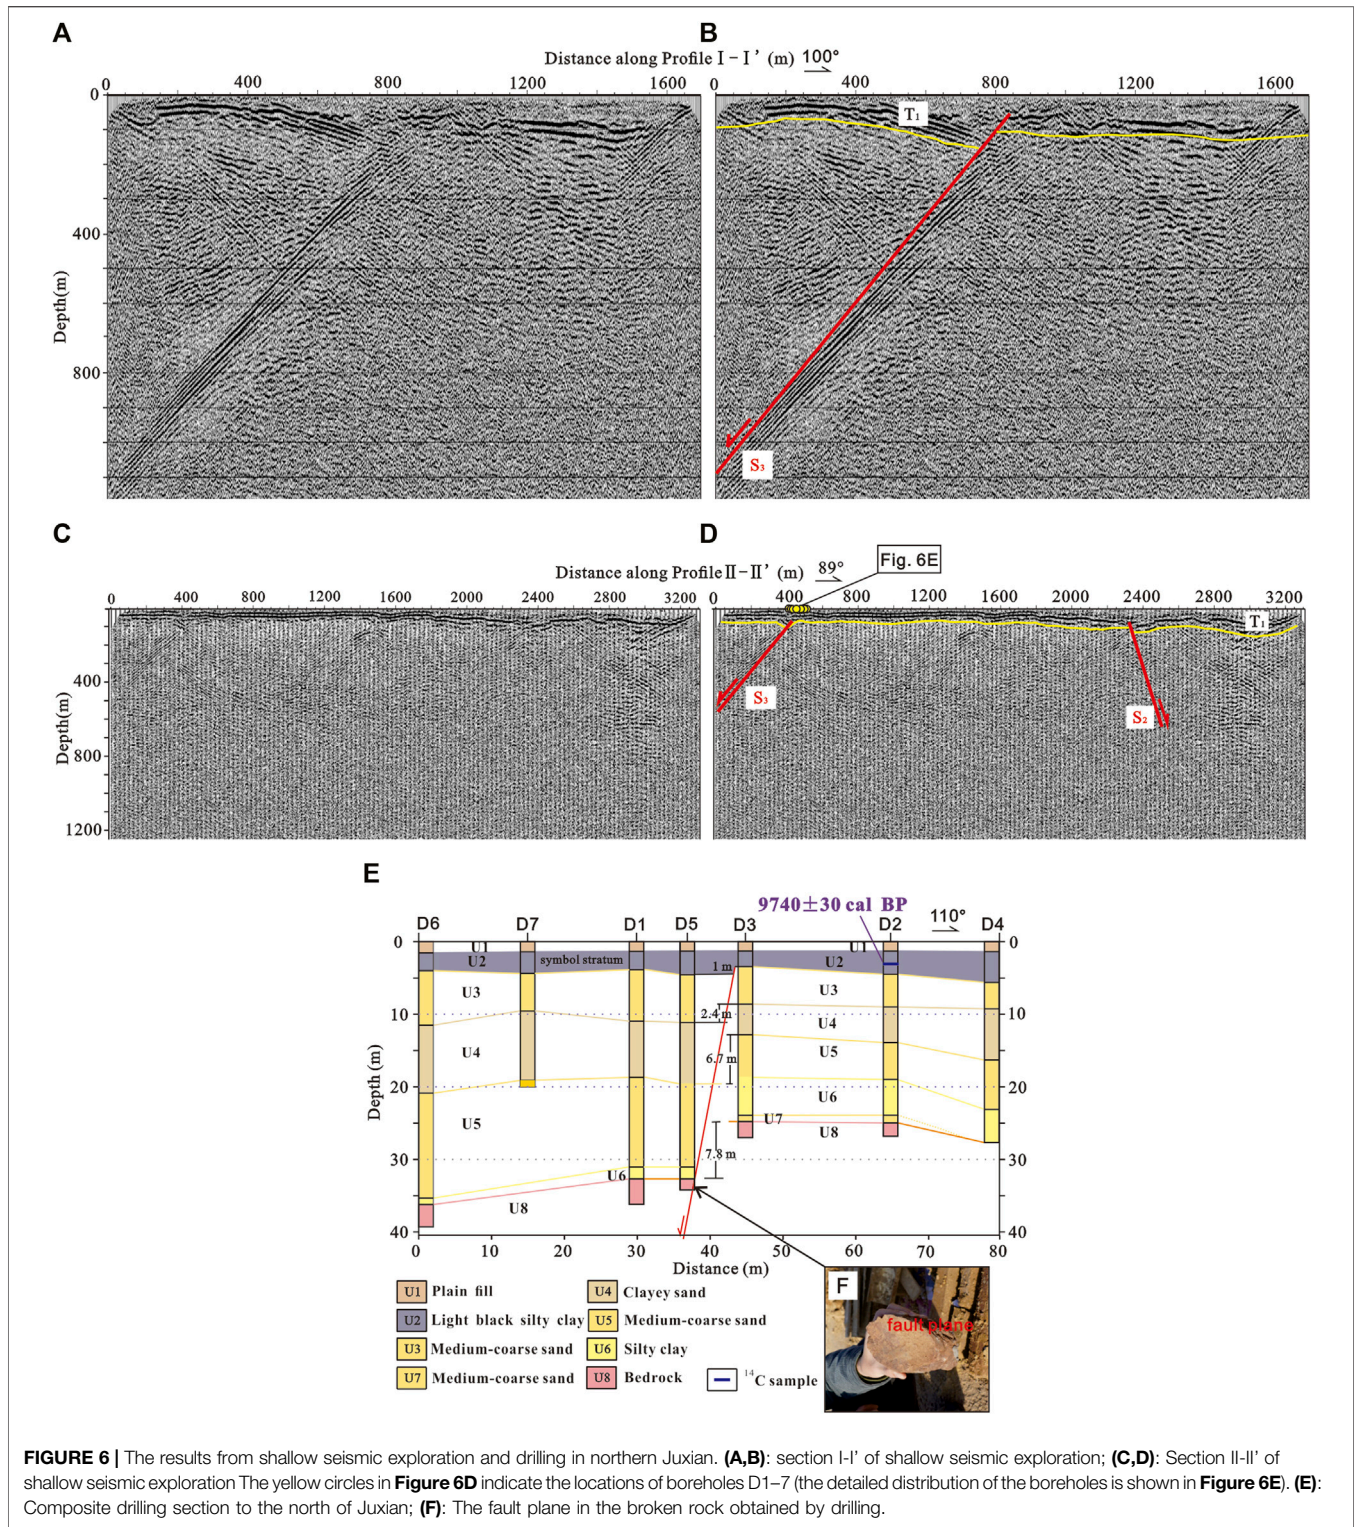 A
B
Distance along Profile I-I' (m) 100°
0 400 800 1200 1600
0 400 800 1200 1600
0
400
800
Depth(m)
T1
S3
C
D
Fig. 6E
Distance along Profile II-II' (m) 89°
0 400 800 1200 1600 2000 2400 2800 3200
0 400 800 1200 1600 2000 2400 2800 3200
0
400
800
1200
Depth(m)
T1
S3
S2
E
9740±30 cal BP
D6 D7 D1 D5 D3 D2 110° D4
0 U1 U1 0
U2 symbol stratum 1 m U2
U3 U3
10 2.4 m 10
U4 U4
6.7 m U5
20 20
U6
U5 U7
U8
30 7.8 m 30
U6
U8
40 40
Depth (m)
0 10 20 30 40 50 60 70 80
Distance (m)
U1 Plain fill U4 Clayey sand
U2 Light black silty clay U5 Medium-coarse sand
U3 Medium-coarse sand U6 Silty clay
U7 Medium-coarse sand U8 Bedrock 14C sample
F
fault plane
FIGURE 6 | The results from shallow seismic exploration and drilling in northern Juxian. (A,B): section I-I' of shallow seismic exploration; (C,D): Section II-II' of
shallow seismic exploration The yellow circles in Figure 6D indicate the locations of boreholes D1–7 (the detailed distribution of the boreholes is shown in Figure 6E). (E):
Composite drilling section to the north of Juxian; (F): The fault plane in the broken rock obtained by drilling.